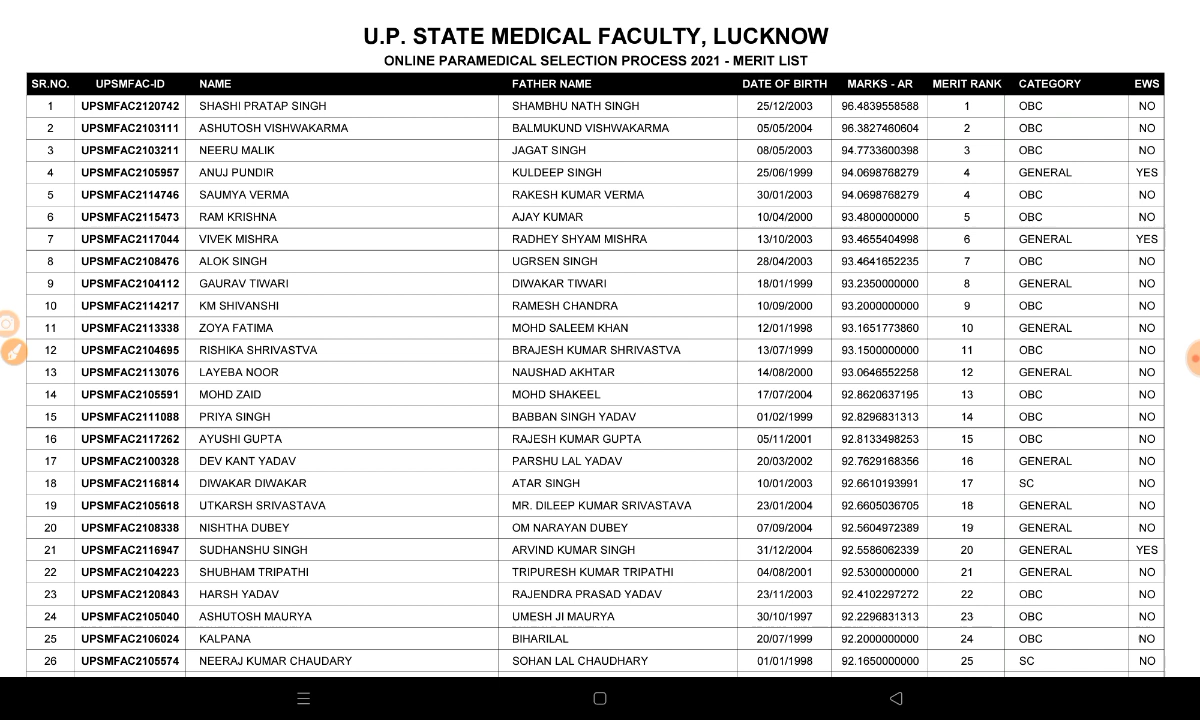 U.P. STATE MEDICAL FACULTY, LUCKNOW
ONLINE PARAMEDICAL SELECTION PROCESS 2021 - MERIT LIST
SR.NO. UPSMFAC-ID NAME FATHER NAME DATE OF BIRTH MARKS - AR MERIT RANK CATEGORY EWS
1 UPSMFAC2120742 SHASHI PRATAP SINGH SHAMBHU NATH SINGH 25/12/2003 96.4839558588 1 OBC NO
2 UPSMFAC2103111 ASHUTOSH VISHWAKARMA BALMUKUND VISHWAKARMA 05/05/2004 96.3827460604 2 OBC NO
3 UPSMFAC2103211 NEERU MALIK JAGAT SINGH 08/05/2003 94.7733600398 3 OBC NO
4 UPSMFAC2105957 ANUJ PUNDIR KULDEEP SINGH 25/06/1999 94.0698768279 4 GENERAL YES
5 UPSMFAC2114746 SAUMYA VERMA RAKESH KUMAR VERMA 30/01/2003 94.0698768279 4 OBC NO
6 UPSMFAC2115473 RAM KRISHNA AJAY KUMAR 10/04/2000 93.4800000000 5 OBC NO
7 UPSMFAC2117044 VIVEK MISHRA RADHEY SHYAM MISHRA 13/10/2003 93.4655404998 6 GENERAL YES
8 UPSMFAC2108476 ALOK SINGH UGRSEN SINGH 28/04/2003 93.4641652235 7 OBC NO
9 UPSMFAC2104112 GAURAV TIWARI DIWAKAR TIWARI 18/01/1999 93.2350000000 8 GENERAL NO
10 UPSMFAC2114217 KM SHIVANSHI RAMESH CHANDRA 10/09/2000 93.2000000000 9 OBC NO
11 UPSMFAC2113338 ZOYA FATIMA MOHD SALEEM KHAN 12/01/1998 93.1651773860 10 GENERAL NO
12 UPSMFAC2104695 RISHIKA SHRIVASTVA BRAJESH KUMAR SHRIVASTVA 13/07/1999 93.1500000000 11 OBC NO
13 UPSMFAC2113076 LAYEBA NOOR NAUSHAD AKHTAR 14/08/2000 93.0646552258 12 GENERAL NO
14 UPSMFAC2105591 MOHD ZAID MOHD SHAKEEL 17/07/2004 92.8620637195 13 OBC NO
15 UPSMFAC2111088 PRIYA SINGH BABBAN SINGH YADAV 01/02/1999 92.8296831313 14 OBC NO
16 UPSMFAC2117262 AYUSHI GUPTA RAJESH KUMAR GUPTA 05/11/2001 92.8133498253 15 OBC NO
17 UPSMFAC2100328 DEV KANT YADAV PARSHU LAL YADAV 20/03/2002 92.7629168356 16 GENERAL NO
18 UPSMFAC2116814 DIWAKAR DIWAKAR ATAR SINGH 10/01/2003 92.6610193991 17 SC NO
19 UPSMFAC2105618 UTKARSH SRIVASTAVA MR. DILEEP KUMAR SRIVASTAVA 23/01/2004 92.6605036705 18 GENERAL NO
20 UPSMFAC2108338 NISHTHA DUBEY OM NARAYAN DUBEY 07/09/2004 92.5604972389 19 GENERAL NO
21 UPSMFAC2116947 SUDHANSHU SINGH ARVIND KUMAR SINGH 31/12/2004 92.5586062339 20 GENERAL YES
22 UPSMFAC2104223 SHUBHAM TRIPATHI TRIPURESH KUMAR TRIPATHI 04/08/2001 92.5300000000 21 GENERAL NO
23 UPSMFAC2120843 HARSH YADAV RAJENDRA PRASAD YADAV 23/11/2003 92.4102297272 22 OBC NO
24 UPSMFAC2105040 ASHUTOSH MAURYA UMESH JI MAURYA 30/10/1997 92.2296831313 23 OBC NO
25 UPSMFAC2106024 KALPANA BIHARILAL 20/07/1999 92.2000000000 24 OBC NO
26 UPSMFAC2105574 NEERAJ KUMAR CHAUDARY SOHAN LAL CHAUDHARY 01/01/1998 92.1650000000 25 SC NO